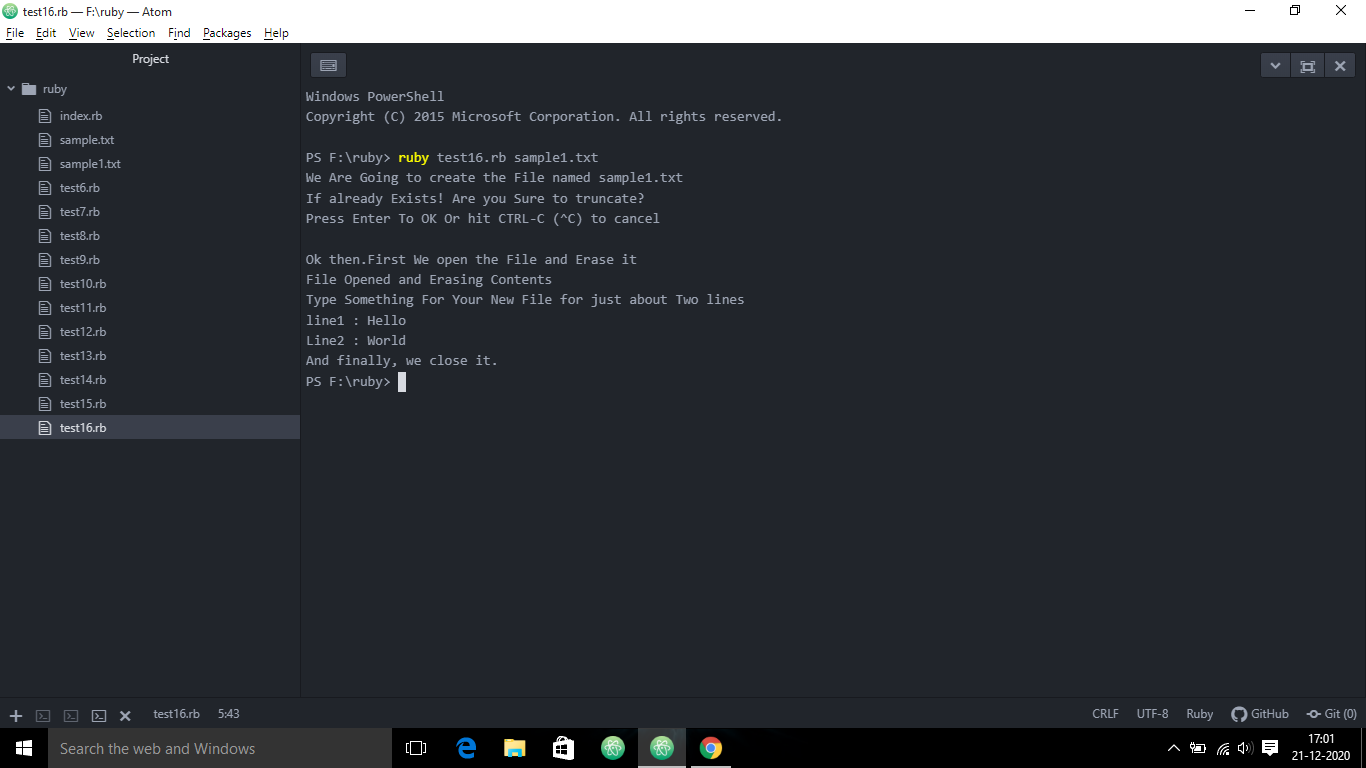 test16.rb — F:\ruby — Atom
File Edit View Selection Find Packages Help
Project
ruby
index.rb
sample.txt
sample1.txt
test6.rb
test7.rb
test8.rb
test9.rb
test10.rb
test11.rb
test12.rb
test13.rb
test14.rb
test15.rb
test16.rb
Windows PowerShell
Copyright (C) 2015 Microsoft Corporation. All rights reserved.
PS F:\ruby> ruby test16.rb sample1.txt
We Are Going to create the File named sample1.txt
If already Exists! Are you Sure to truncate?
Press Enter To OK Or hit CTRL-C (^C) to cancel
Ok then.First We open the File and Erase it
File Opened and Erasing Contents
Type Something For Your New File for just about Two lines
line1 : Hello
Line2 : World
And finally, we close it.
PS F:\ruby>
test16.rb 5:43 CRLF UTF-8 Ruby GitHub Git (0)
Search the web and Windows
17:01
21-12-2020